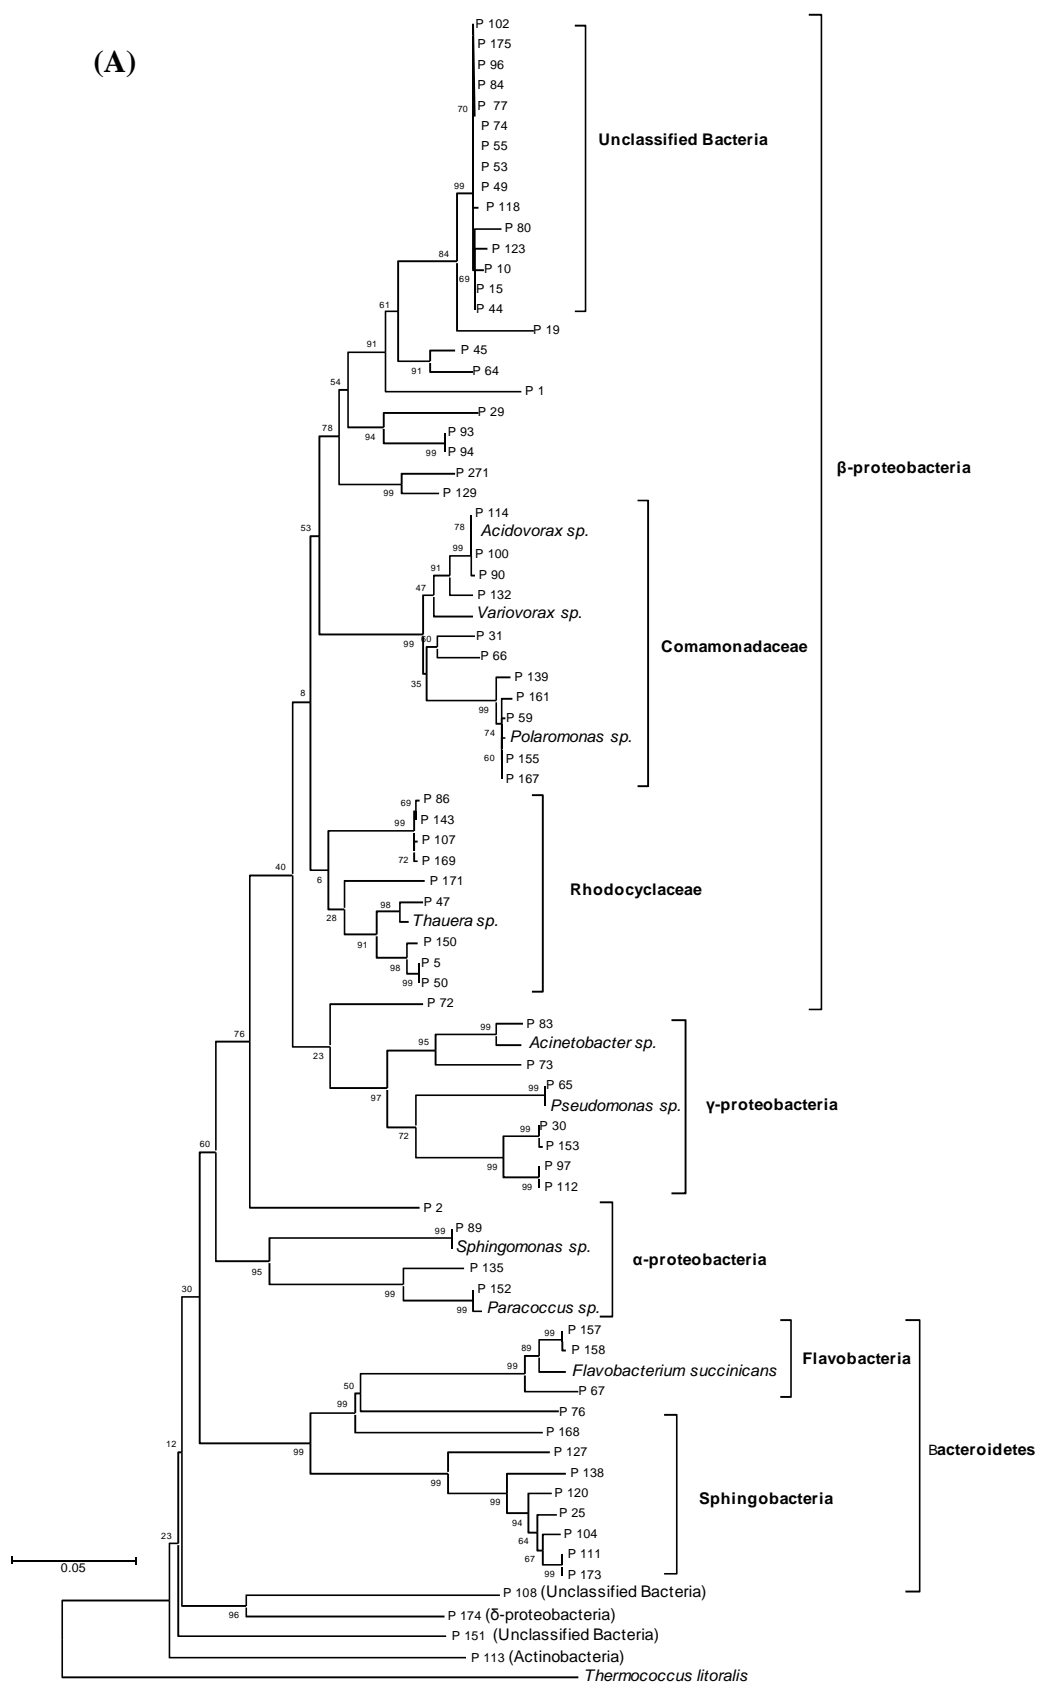 (A)
P 102
P 175
P 96
P 84
P 77
70
P 74
P 55
Unclassified Bacteria
P 53
99
P 49
P 118
P 80
P 123
84
P 10
69
P 15
P 44
61
P 19
91
P 45
91
P 64
54
P 1
P 29
78
94
P 93
99
P 94
β-proteobacteria
P 271
99
P 129
P 114
53
78
Acidovorax sp.
99
P 100
91
P 90
47
P 132
Variovorax sp.
60
P 31
99
Comamonadaceae
P 66
35
P 139
8
P 161
99
P 59
74
Polaromonas sp.
60
P 155
P 167
69
P 86
99
P 143
P 107
72
P 169
40
6
P 171
Rhodocyclaceae
98
P 47
28
Thauera sp.
91
P 150
98
P 5
99
P 50
P 72
99
P 83
76
95
Acinetobacter sp.
23
P 73
99
P 65
97
Pseudomonas sp.
γ-proteobacteria
99
P 30
72
P 153
60
99
P 97
99
P 112
P 2
99
P 89
Sphingomonas sp.
α-proteobacteria
95
P 135
30
99
P 152
99
Paracoccus sp.
99
P 157
89
P 158
Flavobacteria
99
Flavobacterium succinicans
50
P 67
99
P 76
12
P 168
99
P 127
Bacteroidetes
99
P 138
99
P 120
Sphingobacteria
94
P 25
23
64
P 104
67
P 111
0.05
99
P 173
P 108 (Unclassified Bacteria)
96
P 174 (δ-proteobacteria)
P 151 (Unclassified Bacteria)
P 113 (Actinobacteria)
Thermococcus litoralis